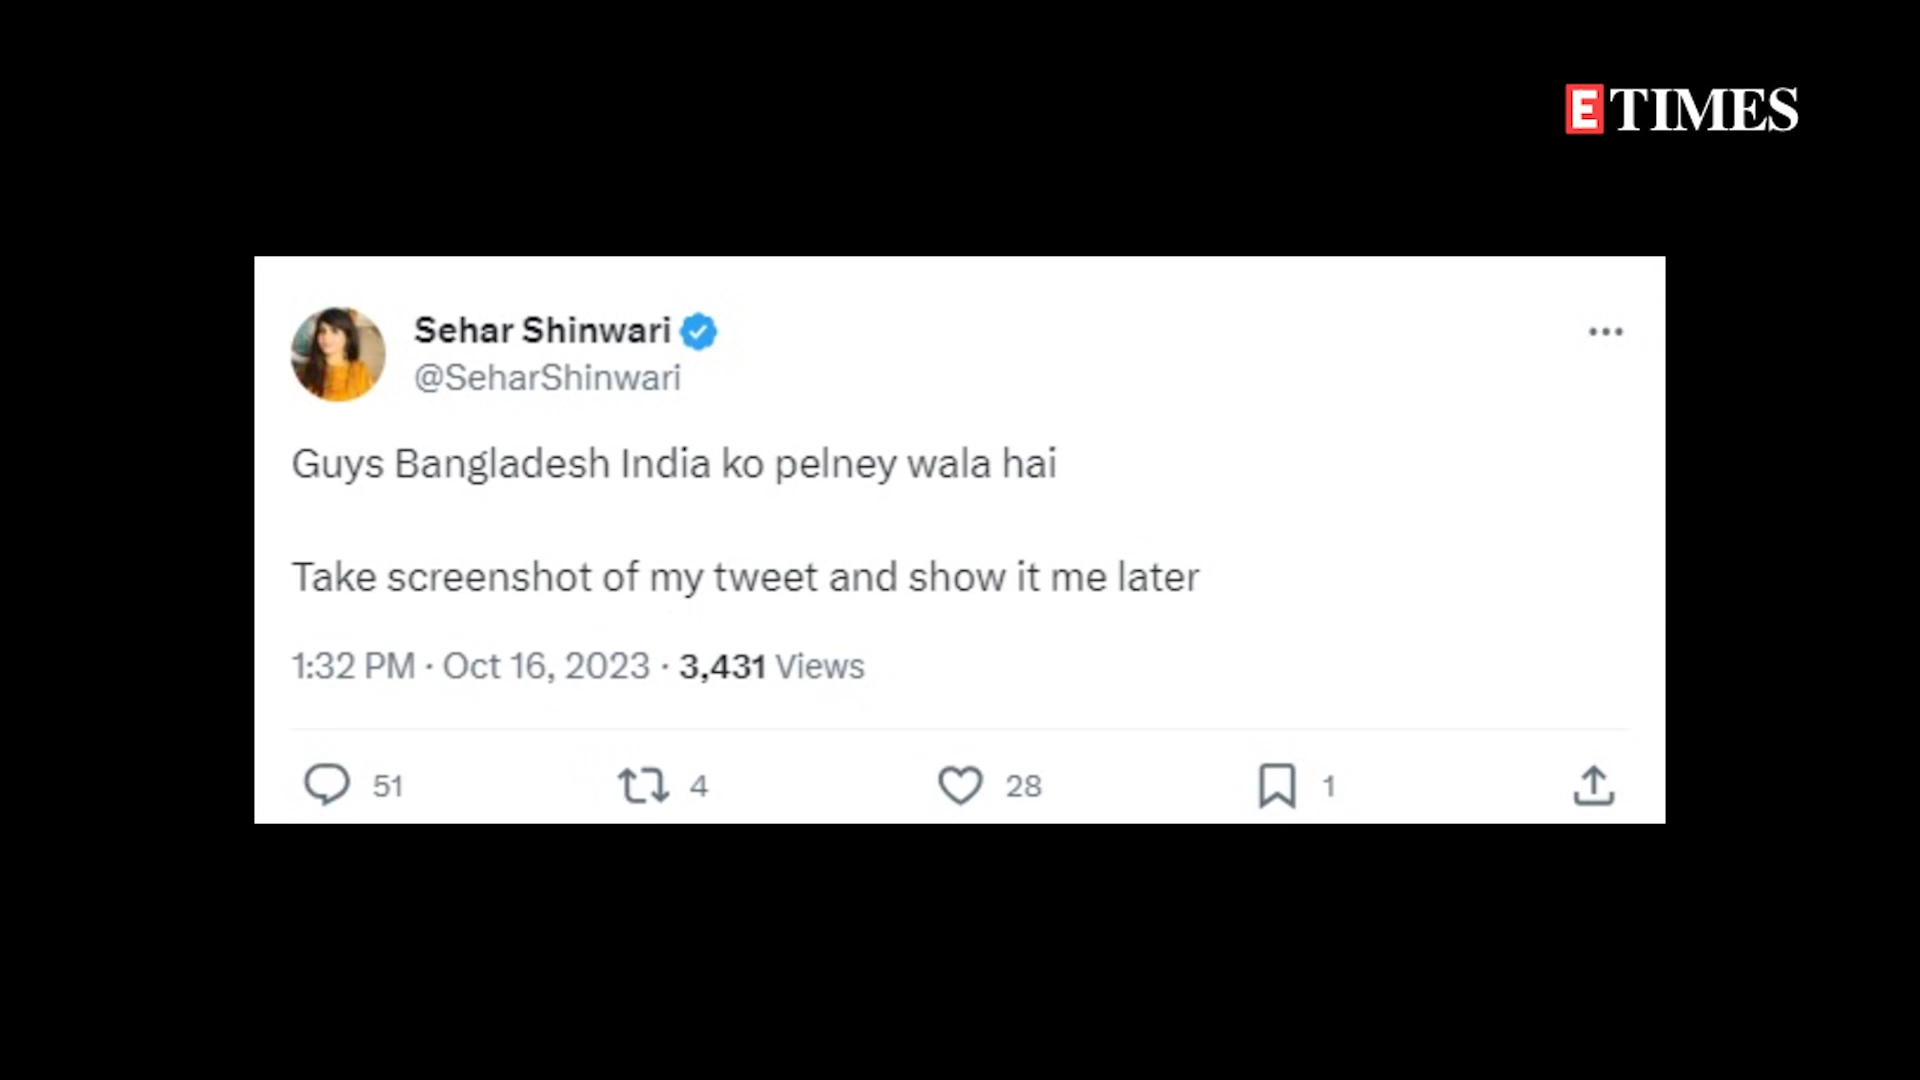 E TIMES
Sehar Shinwari
@SeharShinwari
Guys Bangladesh India ko pelney wala hai
Take screenshot of my tweet and show it me later
1:32 PM · Oct 16, 2023 · 3,431 Views
51 4 28 1